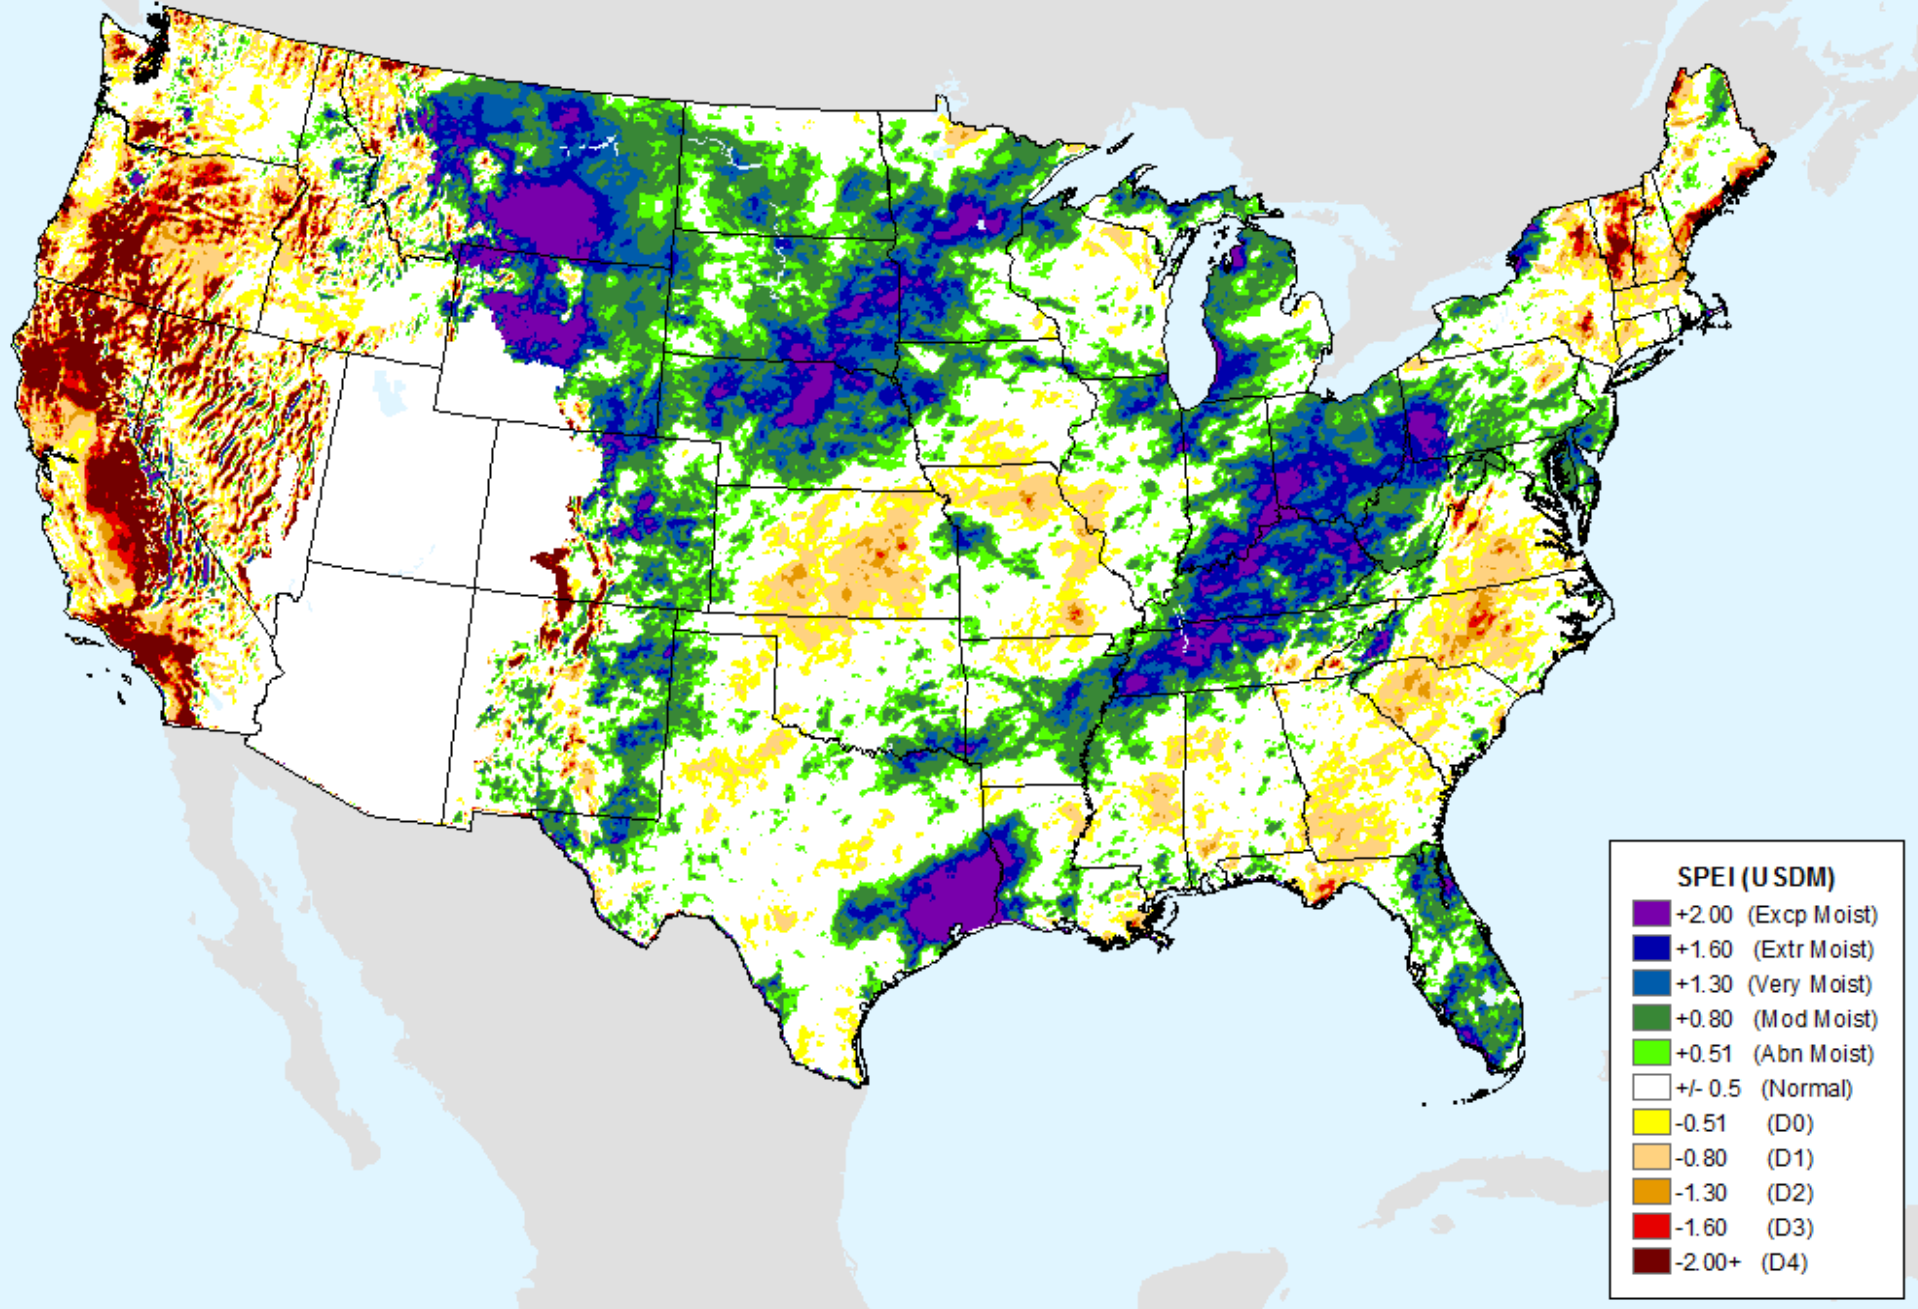 SPEI (USDM)
+2.00 (Excp Moist)
+1.60 (Extr Moist)
+1.30 (Very Moist)
+0.80 (Mod Moist)
+0.51 (Abn Moist)
+/- 0.5 (Normal)
-0.51 (D0)
-0.80 (D1)
-1.30 (D2)
-1.60 (D3)
-2.00+ (D4)